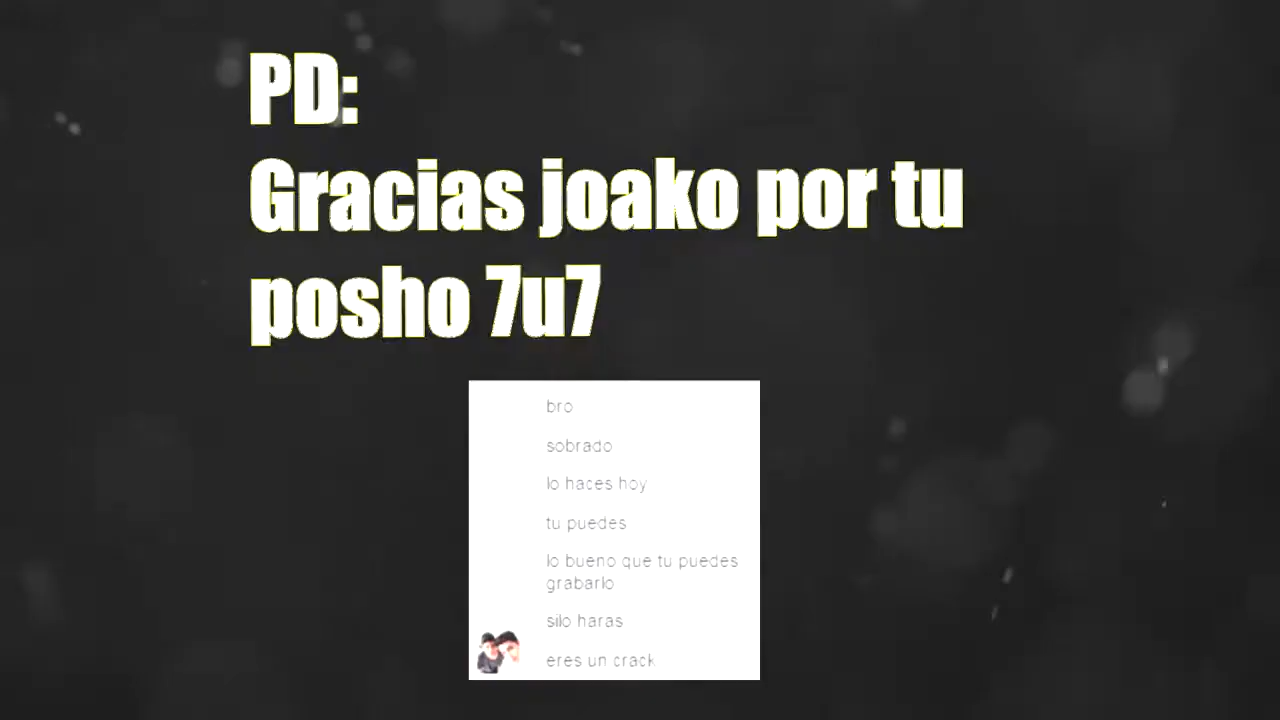 PD:
Gracias joako por tu
posho 7u7
bro
sobrado
lo haces hoy
tu puedes
lo bueno que tu puedes
grabarlo
silo haras
eres un crack